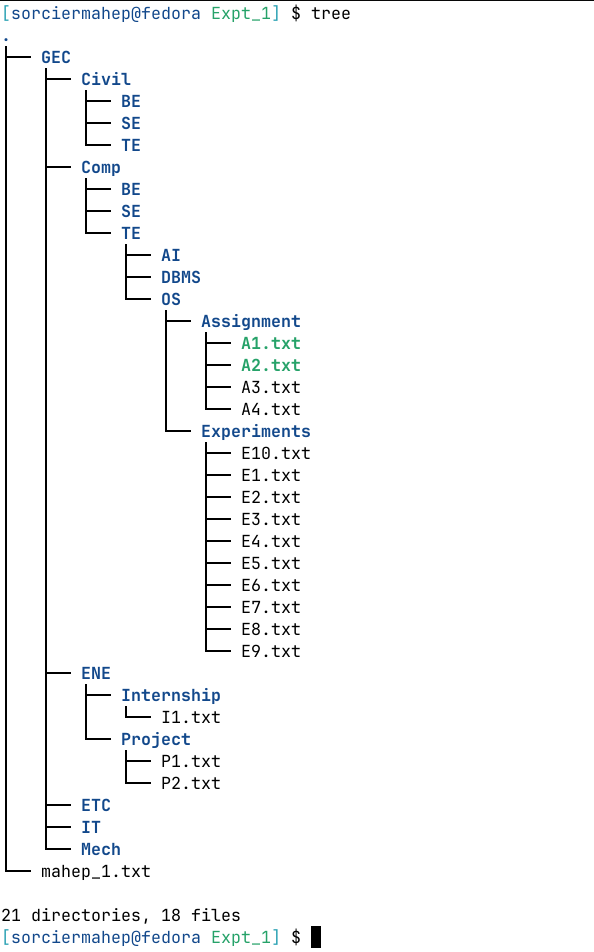 [sorciermahep@fedora Expt_1] $ tree
.
├── GEC
│   ├── Civil
│   │   ├── BE
│   │   ├── SE
│   │   └── TE
│   ├── Comp
│   │   ├── BE
│   │   ├── SE
│   │   └── TE
│   │       ├── AI
│   │       ├── DBMS
│   │       └── OS
│   │           ├── Assignment
│   │           │   ├── A1.txt
│   │           │   ├── A2.txt
│   │           │   ├── A3.txt
│   │           │   └── A4.txt
│   │           └── Experiments
│   │               ├── E10.txt
│   │               ├── E1.txt
│   │               ├── E2.txt
│   │               ├── E3.txt
│   │               ├── E4.txt
│   │               ├── E5.txt
│   │               ├── E6.txt
│   │               ├── E7.txt
│   │               ├── E8.txt
│   │               └── E9.txt
│   ├── ENE
│   │   ├── Internship
│   │   │   └── I1.txt
│   │   └── Project
│   │       ├── P1.txt
│   │       └── P2.txt
│   ├── ETC
│   ├── IT
│   └── Mech
└── mahep_1.txt

21 directories, 18 files
[sorciermahep@fedora Expt_1] $